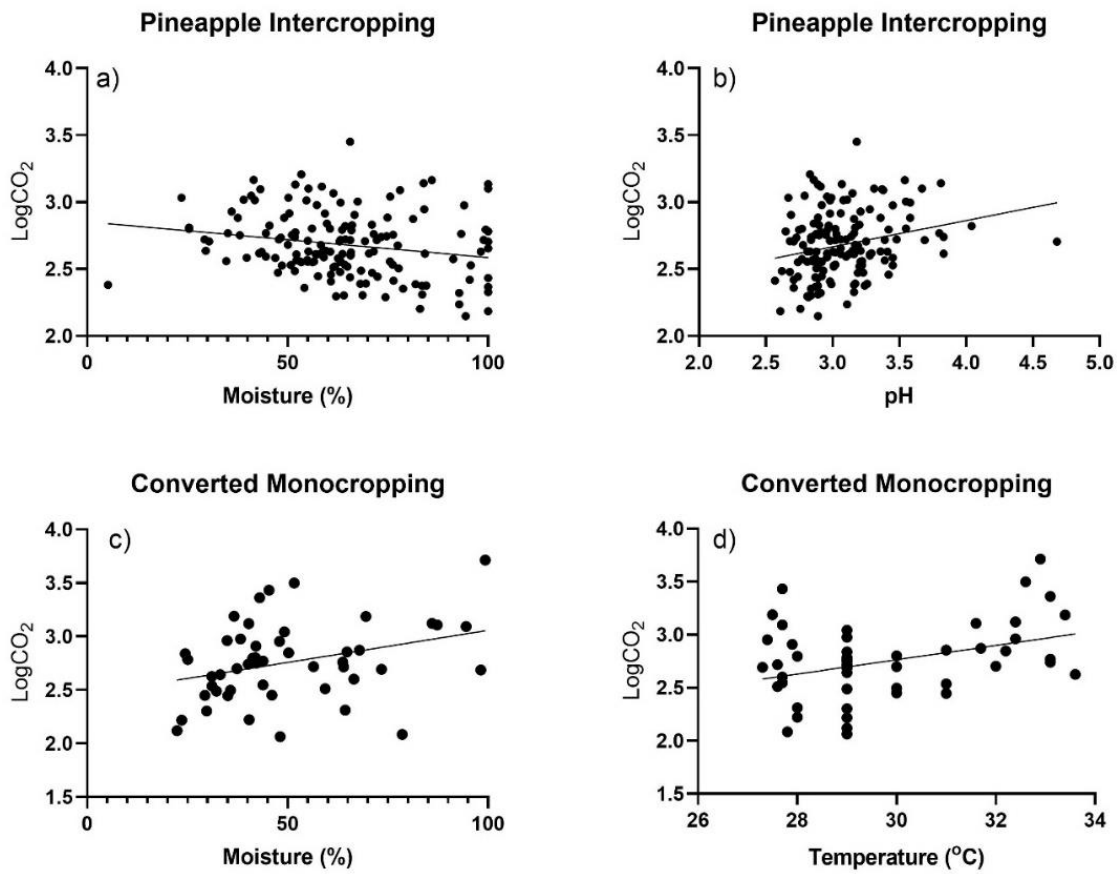 Pineapple Intercropping
a)
4.0
3.5
3.0
2.5
2.0
LogCO₂
0
50
100
Moisture (%)
Pineapple Intercropping
b)
4.0
3.5
3.0
2.5
2.0
LogCO₂
2.0
2.5
3.0
3.5
4.0
4.5
5.0
pH
Converted Monocropping
c)
4.0
3.5
3.0
2.5
2.0
1.5
LogCO₂
0
50
100
Moisture (%)
Converted Monocropping
d)
4.0
3.5
3.0
2.5
2.0
1.5
LogCO₂
26
28
30
32
34
Temperature (°C)